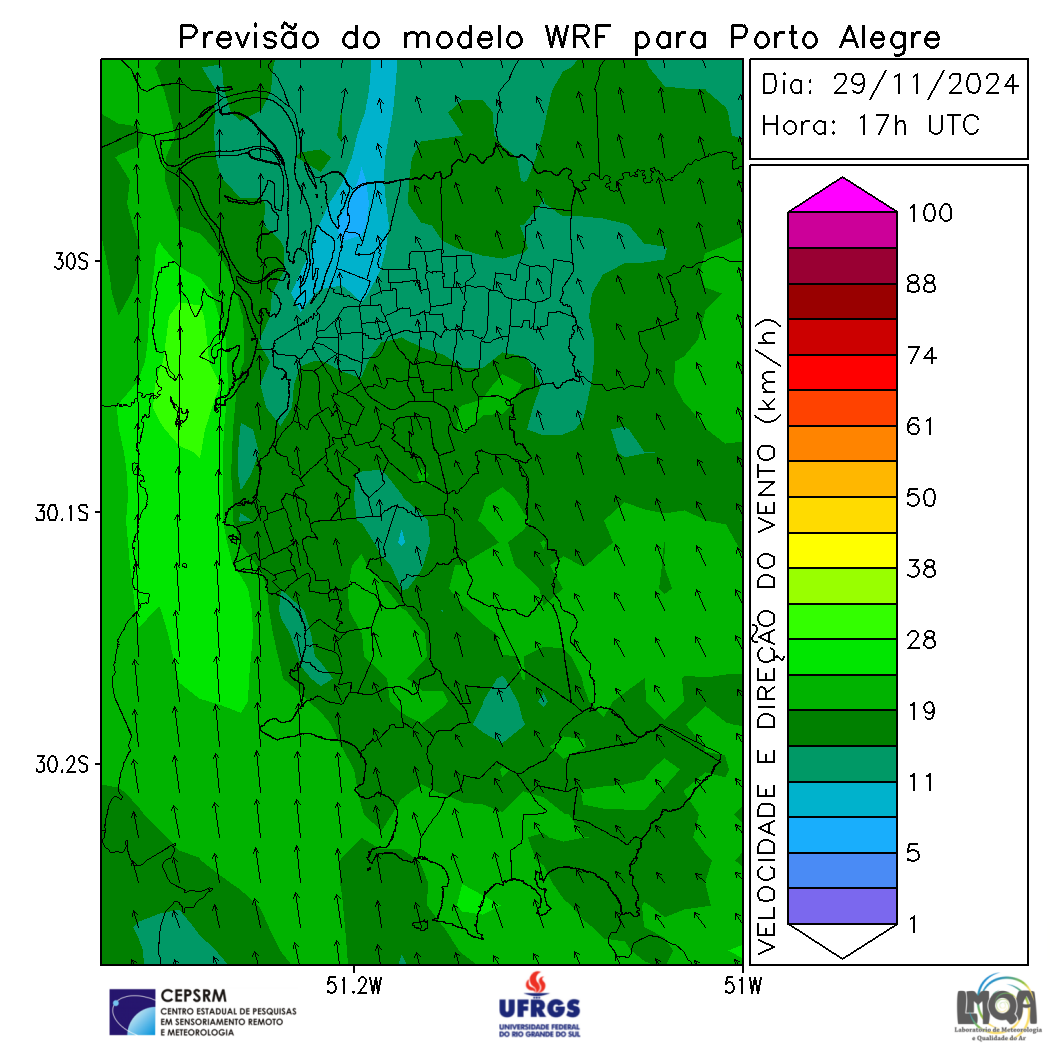 Previsão do modelo WRF para Porto Alegre
Dia: 29/11/2024
Hora: 17h UTC
30S
30.1S
30.2S
51.2W
51W
VELOCIDADE E DIREÇÃO DO VENTO (km/h)
100
88
74
61
50
38
28
19
11
5
1
CEPSRM
CENTRO ESTADUAL DE PESQUISAS
EM SENSORIAMENTO REMOTO
E METEOROLOGIA
UFRGS
UNIVERSIDADE FEDERAL
DO RIO GRANDE DO SUL
LMQA
Laboratório de Meteorologia
e Qualidade do Ar